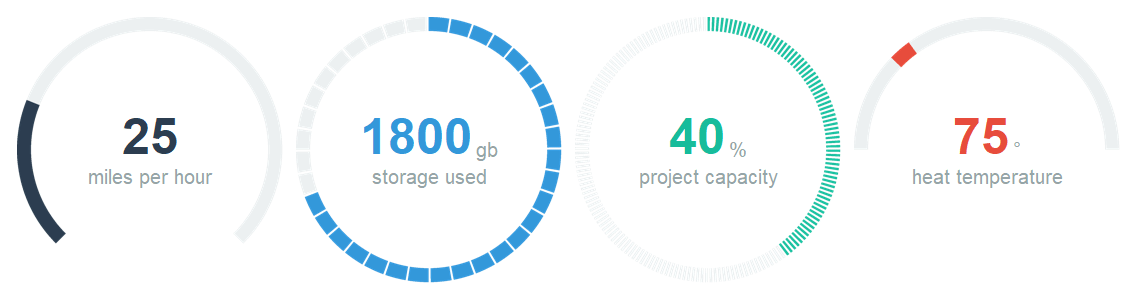 25
miles per hour
1800 gb
storage used
40 %
project capacity
75 °
heat temperature